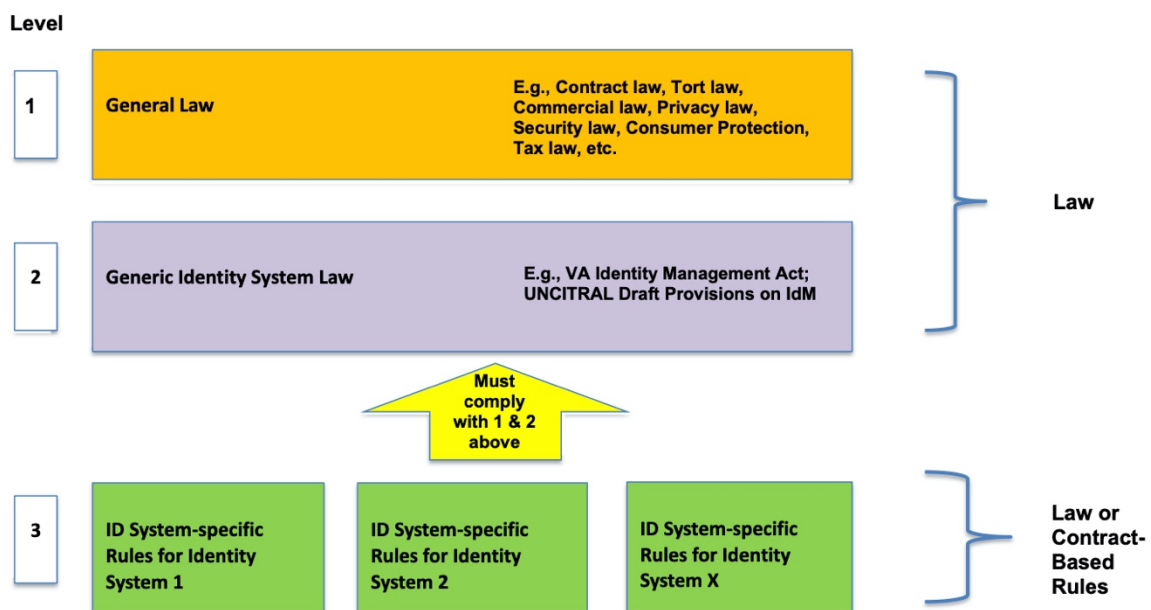 Level
1
General Law
E.g., Contract law, Tort law,
Commercial law, Privacy law,
Security law, Consumer Protection,
Tax law, etc.
Law
2
Generic Identity System Law
E.g., VA Identity Management Act;
UNCITRAL Draft Provisions on IdM
Must
comply
with 1 & 2
above
3
ID System-specific
Rules for Identity
System 1
ID System-specific
Rules for Identity
System 2
ID System-specific
Rules for Identity
System X
Law or
Contract-
Based
Rules